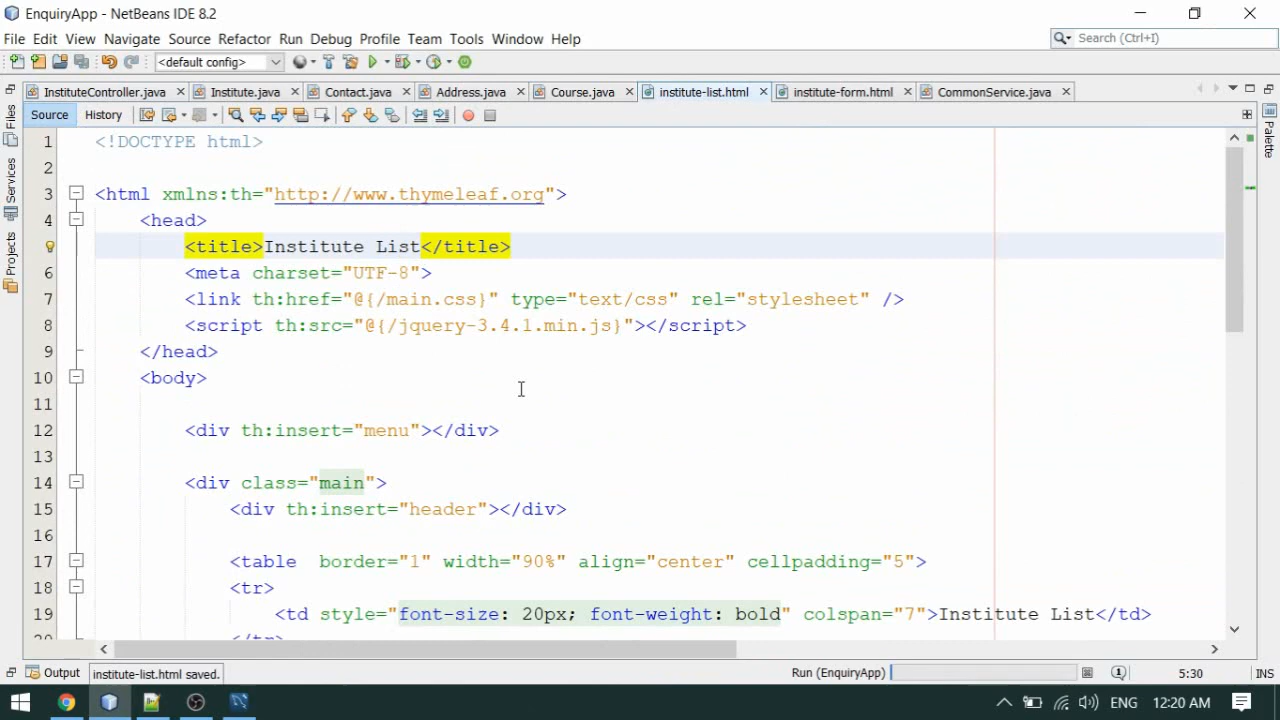 EnquiryApp - NetBeans IDE 8.2
File Edit View Navigate Source Refactor Run Debug Profile Team Tools Window Help
Search (Ctrl+I)
<default config>
InstituteController.java Institute.java Contact.java Address.java Course.java institute-list.html institute-form.html CommonService.java
Source History
Files
Services
Projects
Palette
1 <!DOCTYPE html>
2
3 <html xmlns:th="http://www.thymeleaf.org">
4 <head>
<title>Institute List</title>
6 <meta charset="UTF-8">
7 <link th:href="@{/main.css}" type="text/css" rel="stylesheet" />
8 <script th:src="@{/jquery-3.4.1.min.js}"></script>
9 </head>
10 <body>
11
12 <div th:insert="menu"></div>
13
14 <div class="main">
15 <div th:insert="header"></div>
16
17 <table border="1" width="90%" align="center" cellpadding="5">
18 <tr>
19 <td style="font-size: 20px; font-weight: bold" colspan="7">Institute List</td>
20 </tr>
Output institute-list.html saved. Run (EnquiryApp) 1 5:30 INS
ENG 12:20 AM